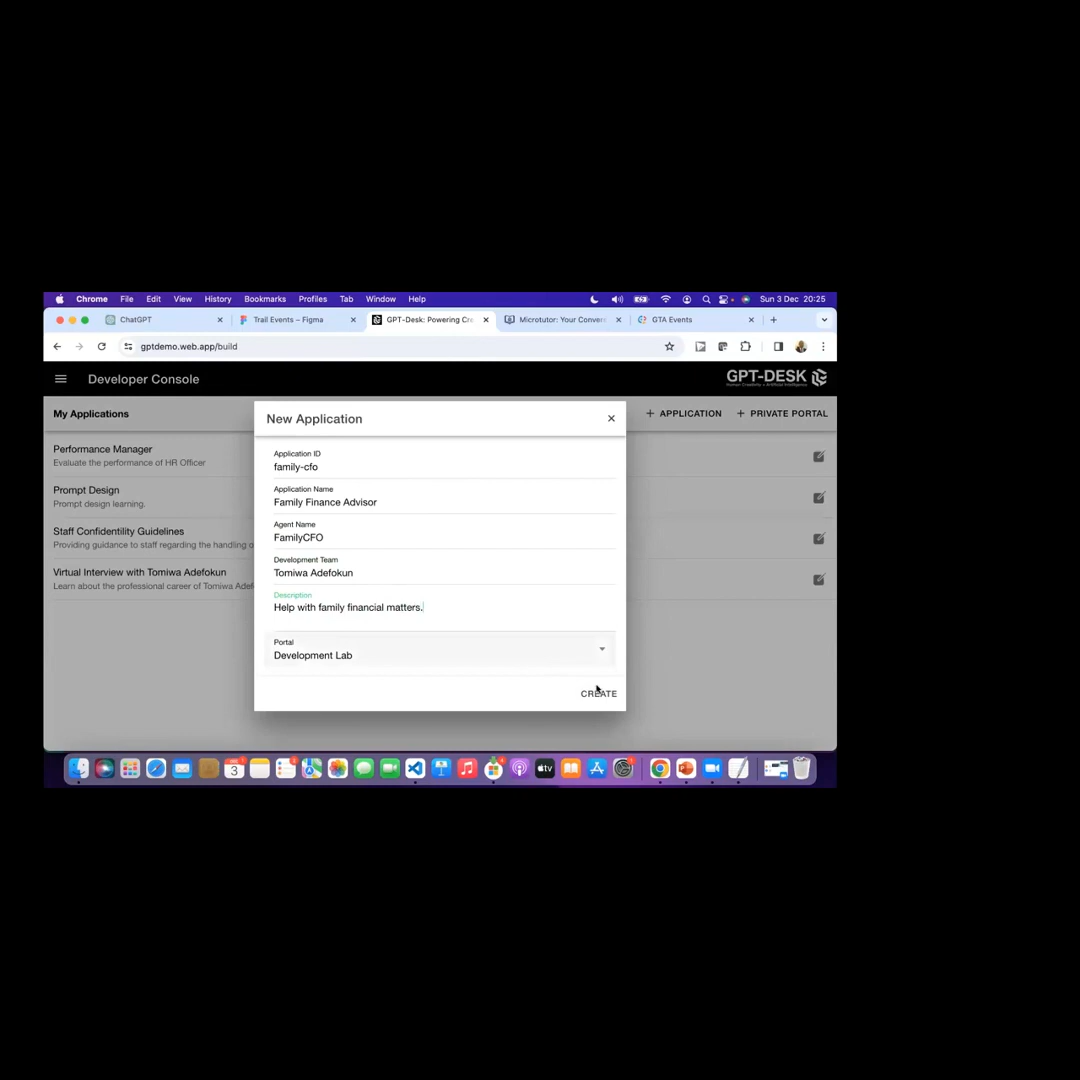 Chrome File Edit View History Bookmarks Profiles Tab Window Help Sun 3 Dec 20:25
ChatGPT Trail Events – Figma GPT-Desk: Powering Cre Microtutor: Your Conver GTA Events
gptdemo.web.app/build
Developer Console GPT-DESK
My Applications + APPLICATION + PRIVATE PORTAL
Performance Manager
Evaluate the performance of HR Officer
Prompt Design
Prompt design learning.
Staff Confidentility Guidelines
Providing guidance to staff regarding the handling o
Virtual Interview with Tomiwa Adefokun
Learn about the professional career of Tomiwa Adef
New Application
Application ID
family-cfo
Application Name
Family Finance Advisor
Agent Name
FamilyCFO
Development Team
Tomiwa Adefokun
Description
Help with family financial matters.
Portal
Development Lab
CREATE
3
tv